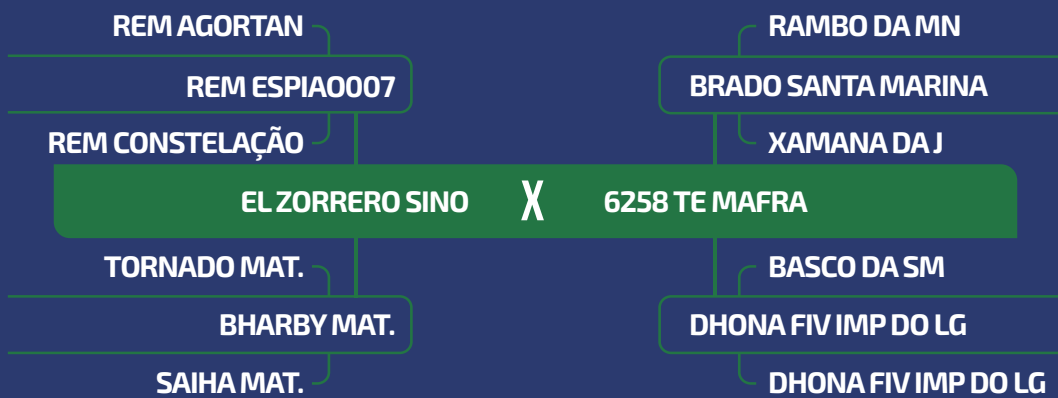 REM AGORTAN
RAMBO DA MN
REM ESPIAO007
BRADO SANTA MARINA
REM CONSTELAÇÃO
XAMANA DA J
EL ZORRERO SINO X 6258 TE MAFRA
TORNADO MAT.
BASCO DA SM
BHARBY MAT.
DHONA FIV IMP DO LG
SAIHA MAT.
DHONA FIV IMP DO LG